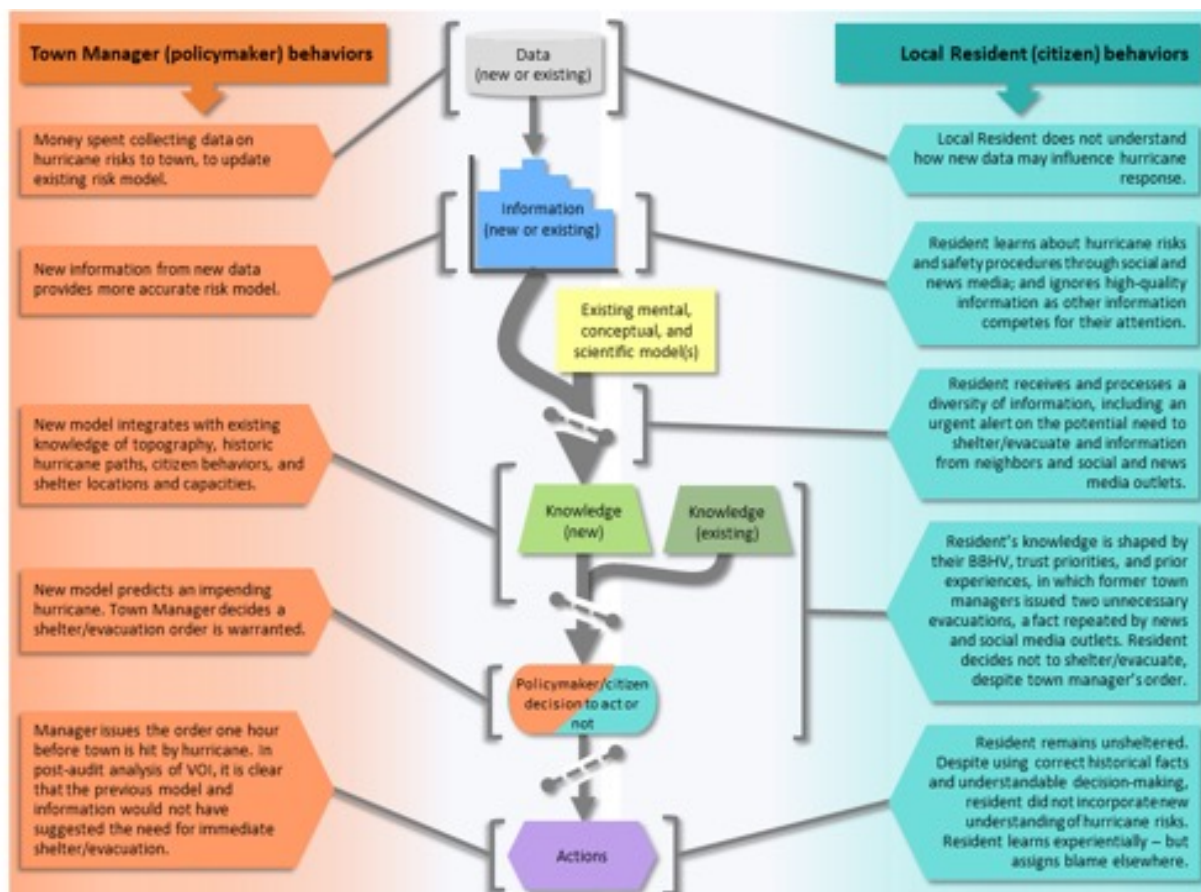 Town Manager (policymaker) behaviors
Money spent collecting data on
hurricane risks to town, to update
existing risk model.
New information from new data
provides more accurate risk model.
New model integrates with existing
knowledge of topography, historic
hurricane paths, citizen behaviors, and
shelter locations and capacities.
New model predicts an impending
hurricane. Town Manager decides a
shelter/evacuation order is warranted.
Manager issues the order one hour
before town is hit by hurricane. In
post-audit analysis of VOI, it is clear
that the previous model and
information would not have
suggested the need for immediate
shelter/evacuation.
Data
(new or existing)
Information
(new or existing)
Existing mental,
conceptual, and
scientific model(s)
Knowledge
(new)
Knowledge
(existing)
Policymaker/citizen
decision to act or
not
Actions
Local Resident (citizen) behaviors
Local Resident does not understand
how new data may influence hurricane
response.
Resident learns about hurricane risks
and safety procedures through social and
news media; and ignores high-quality
information as other information
competes for their attention.
Resident receives and processes a
diversity of information, including an
urgent alert on the potential need to
shelter/evacuate and information
from neighbors and social and news
media outlets.
Resident's knowledge is shaped by
their BBHV, trust priorities, and prior
experiences, in which former town
managers issued two unnecessary
evacuations, a fact repeated by news
and social media outlets. Resident
decides not to shelter/evacuate,
despite town manager's order.
Resident remains unsheltered.
Despite using correct historical facts
and understandable decision-making,
resident did not incorporate new
understanding of hurricane risks.
Resident learns experientially – but
assigns blame elsewhere.